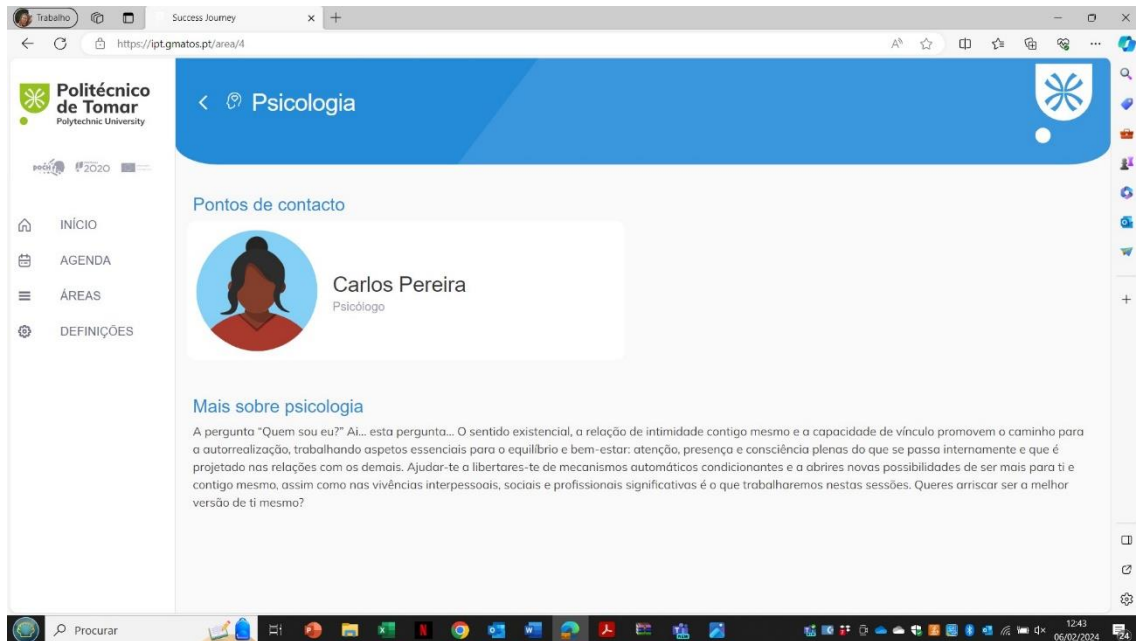 Trabalho
Success Journey
https://ipt.gmatos.pt/area/4
Politécnico
de Tomar
Polytechnic University
Psicologia
POCH
2020
INÍCIO
AGENDA
ÁREAS
DEFINIÇÕES
Pontos de contacto
Carlos Pereira
Psicólogo
Mais sobre psicologia
A pergunta "Quem sou eu?" Ai... esta pergunta... O sentido existencial, a relação de intimidade contigo mesmo e a capacidade de vínculo promovem o caminho para
a autorrealização, trabalhando aspetos essenciais para o equilíbrio e bem-estar: atenção, presença e consciência plenas do que se passa internamente e que é
projetado nas relações com os demais. Ajudar-te a libertares-te de mecanismos automáticos condicionantes e a abrires novas possibilidades de ser mais para ti e
contigo mesmo, assim como nas vivências interpessoais, sociais e profissionais significativas é o que trabalharemos nestas sessões. Queres arriscar ser a melhor
versão de ti mesmo?
Procurar
12:43
06/02/2024